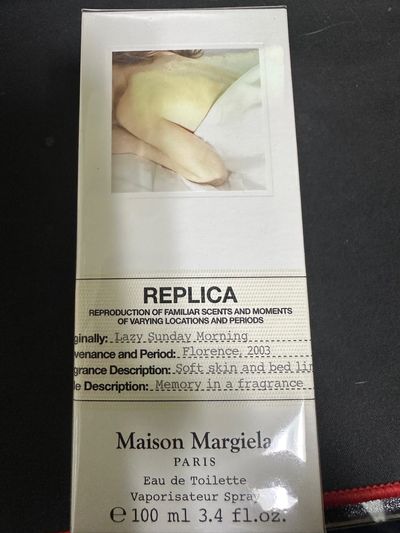 REPLICA
REPRODUCTION OF FAMILIAR SCENTS AND MOMENTS
OF VARYING LOCATIONS AND PERIODS
ginally: Lazy Sunday Morning
venance and Period: Florence, 2003
grance Description: Soft skin and bed lin
le Description: Memory in a fragrance
Maison Margiela
PARIS
Eau de Toilette
Vaporisateur Spray
℮ 100 ml 3.4 fl.oz.